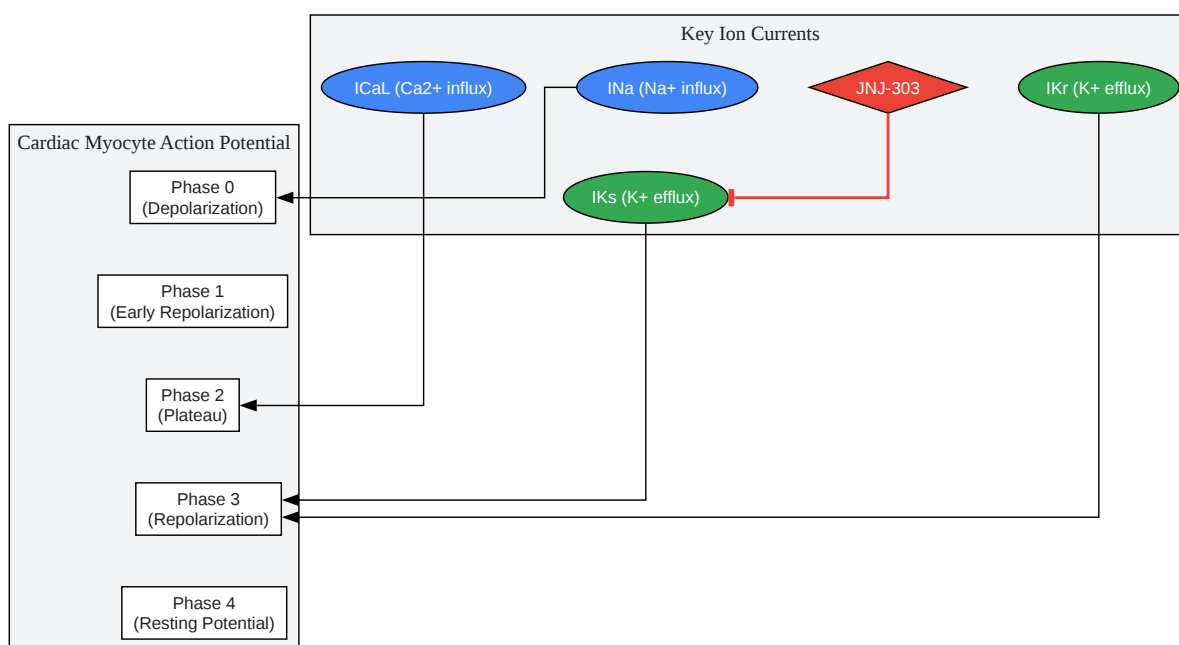 Key Ion Currents
ICaL (Ca2+ influx)
INa (Na+ influx)
JNJ-303
IKr (K+ efflux)
IKs (K+ efflux)
Cardiac Myocyte Action Potential
Phase 0
(Depolarization)
Phase 1
(Early Repolarization)
Phase 2
(Plateau)
Phase 3
(Repolarization)
Phase 4
(Resting Potential)